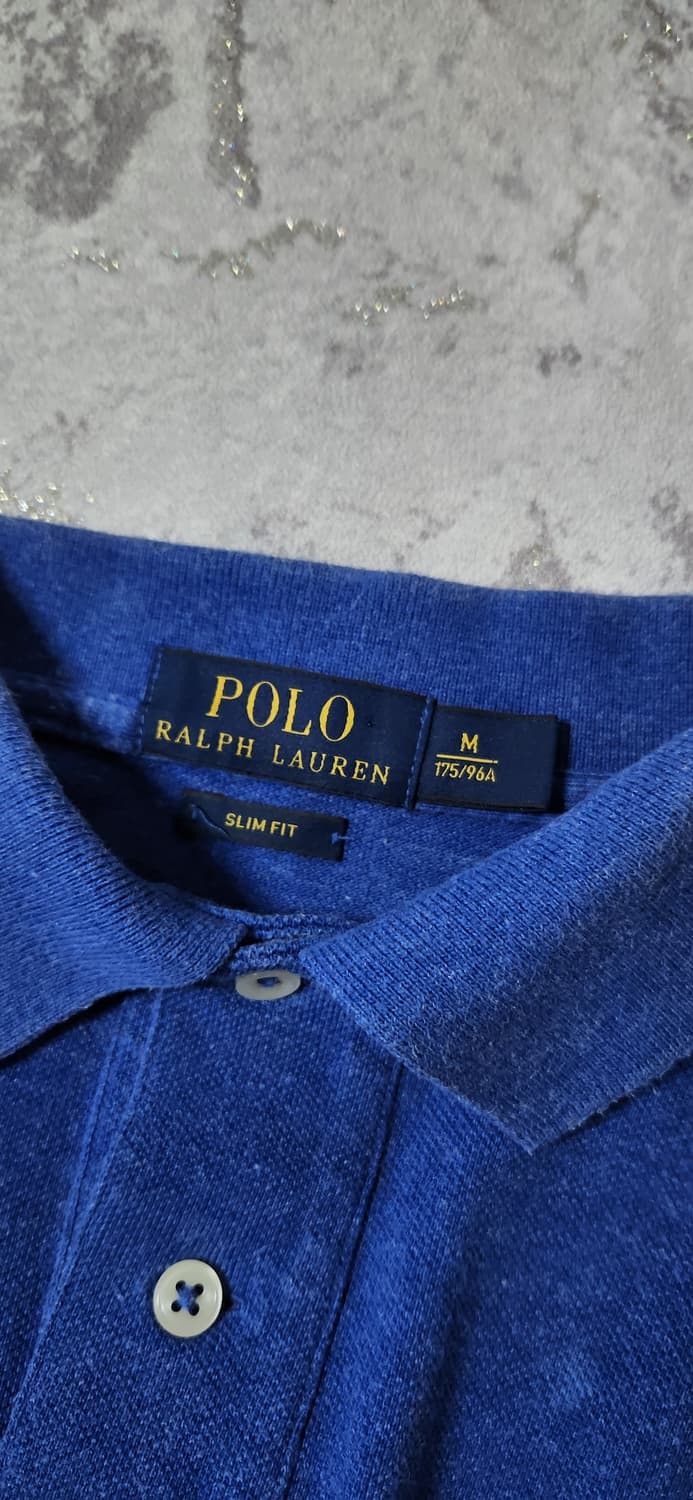 POLO
RALPH LAUREN
M
175/96A
SLIM FIT